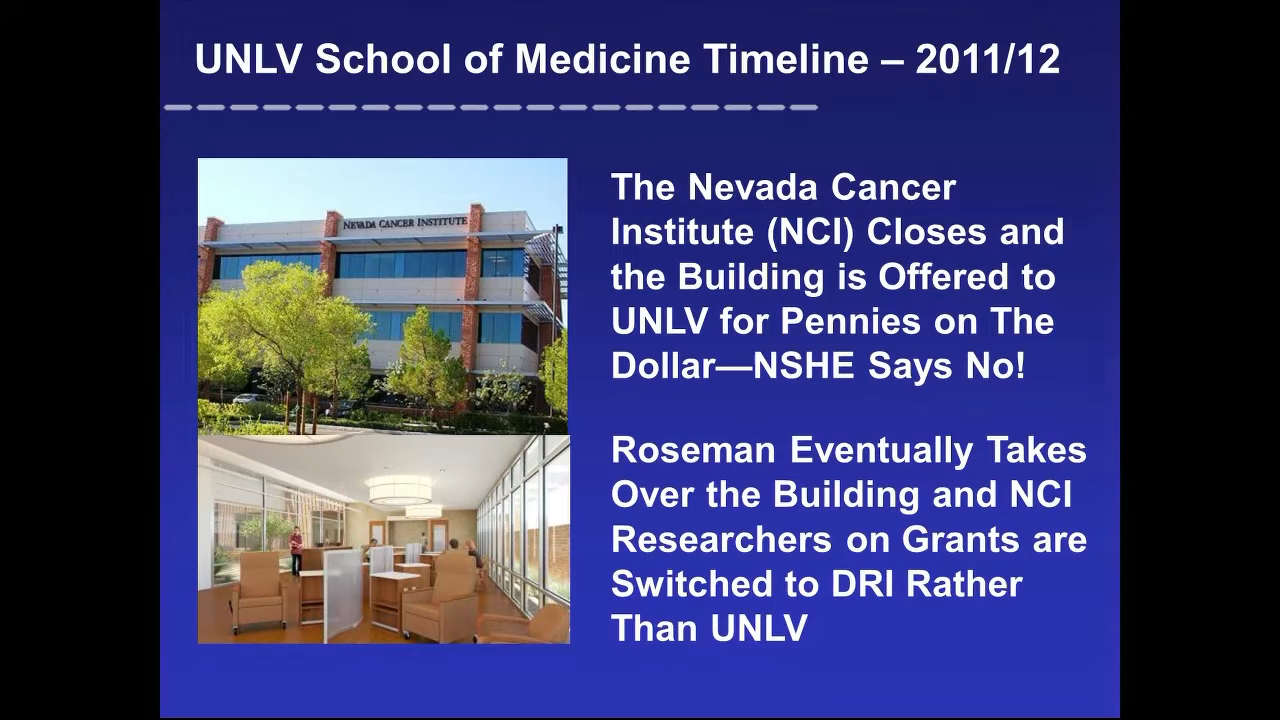 UNLV School of Medicine Timeline – 2011/12
NEVADA CANCER INSTITUTE
The Nevada Cancer
Institute (NCI) Closes and
the Building is Offered to
UNLV for Pennies on The
Dollar—NSHE Says No!
Roseman Eventually Takes
Over the Building and NCI
Researchers on Grants are
Switched to DRI Rather
Than UNLV